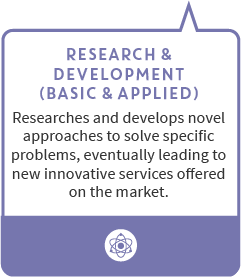 RESEARCH &
DEVELOPMENT
(BASIC & APPLIED)
Researches and develops novel
approaches to solve specific
problems, eventually leading to
new innovative services offered
on the market.